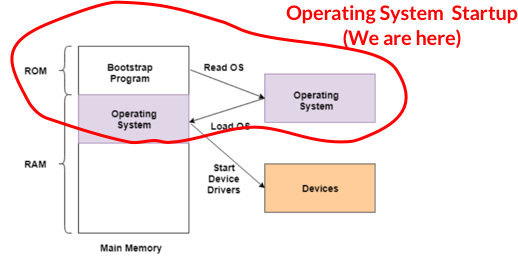 Operating System Startup
(We are here)
ROM
Bootstrap
Program
Read OS
Operating
System
Operating
System
Load OS
RAM
Start
Device
Drivers
Devices
Main Memory